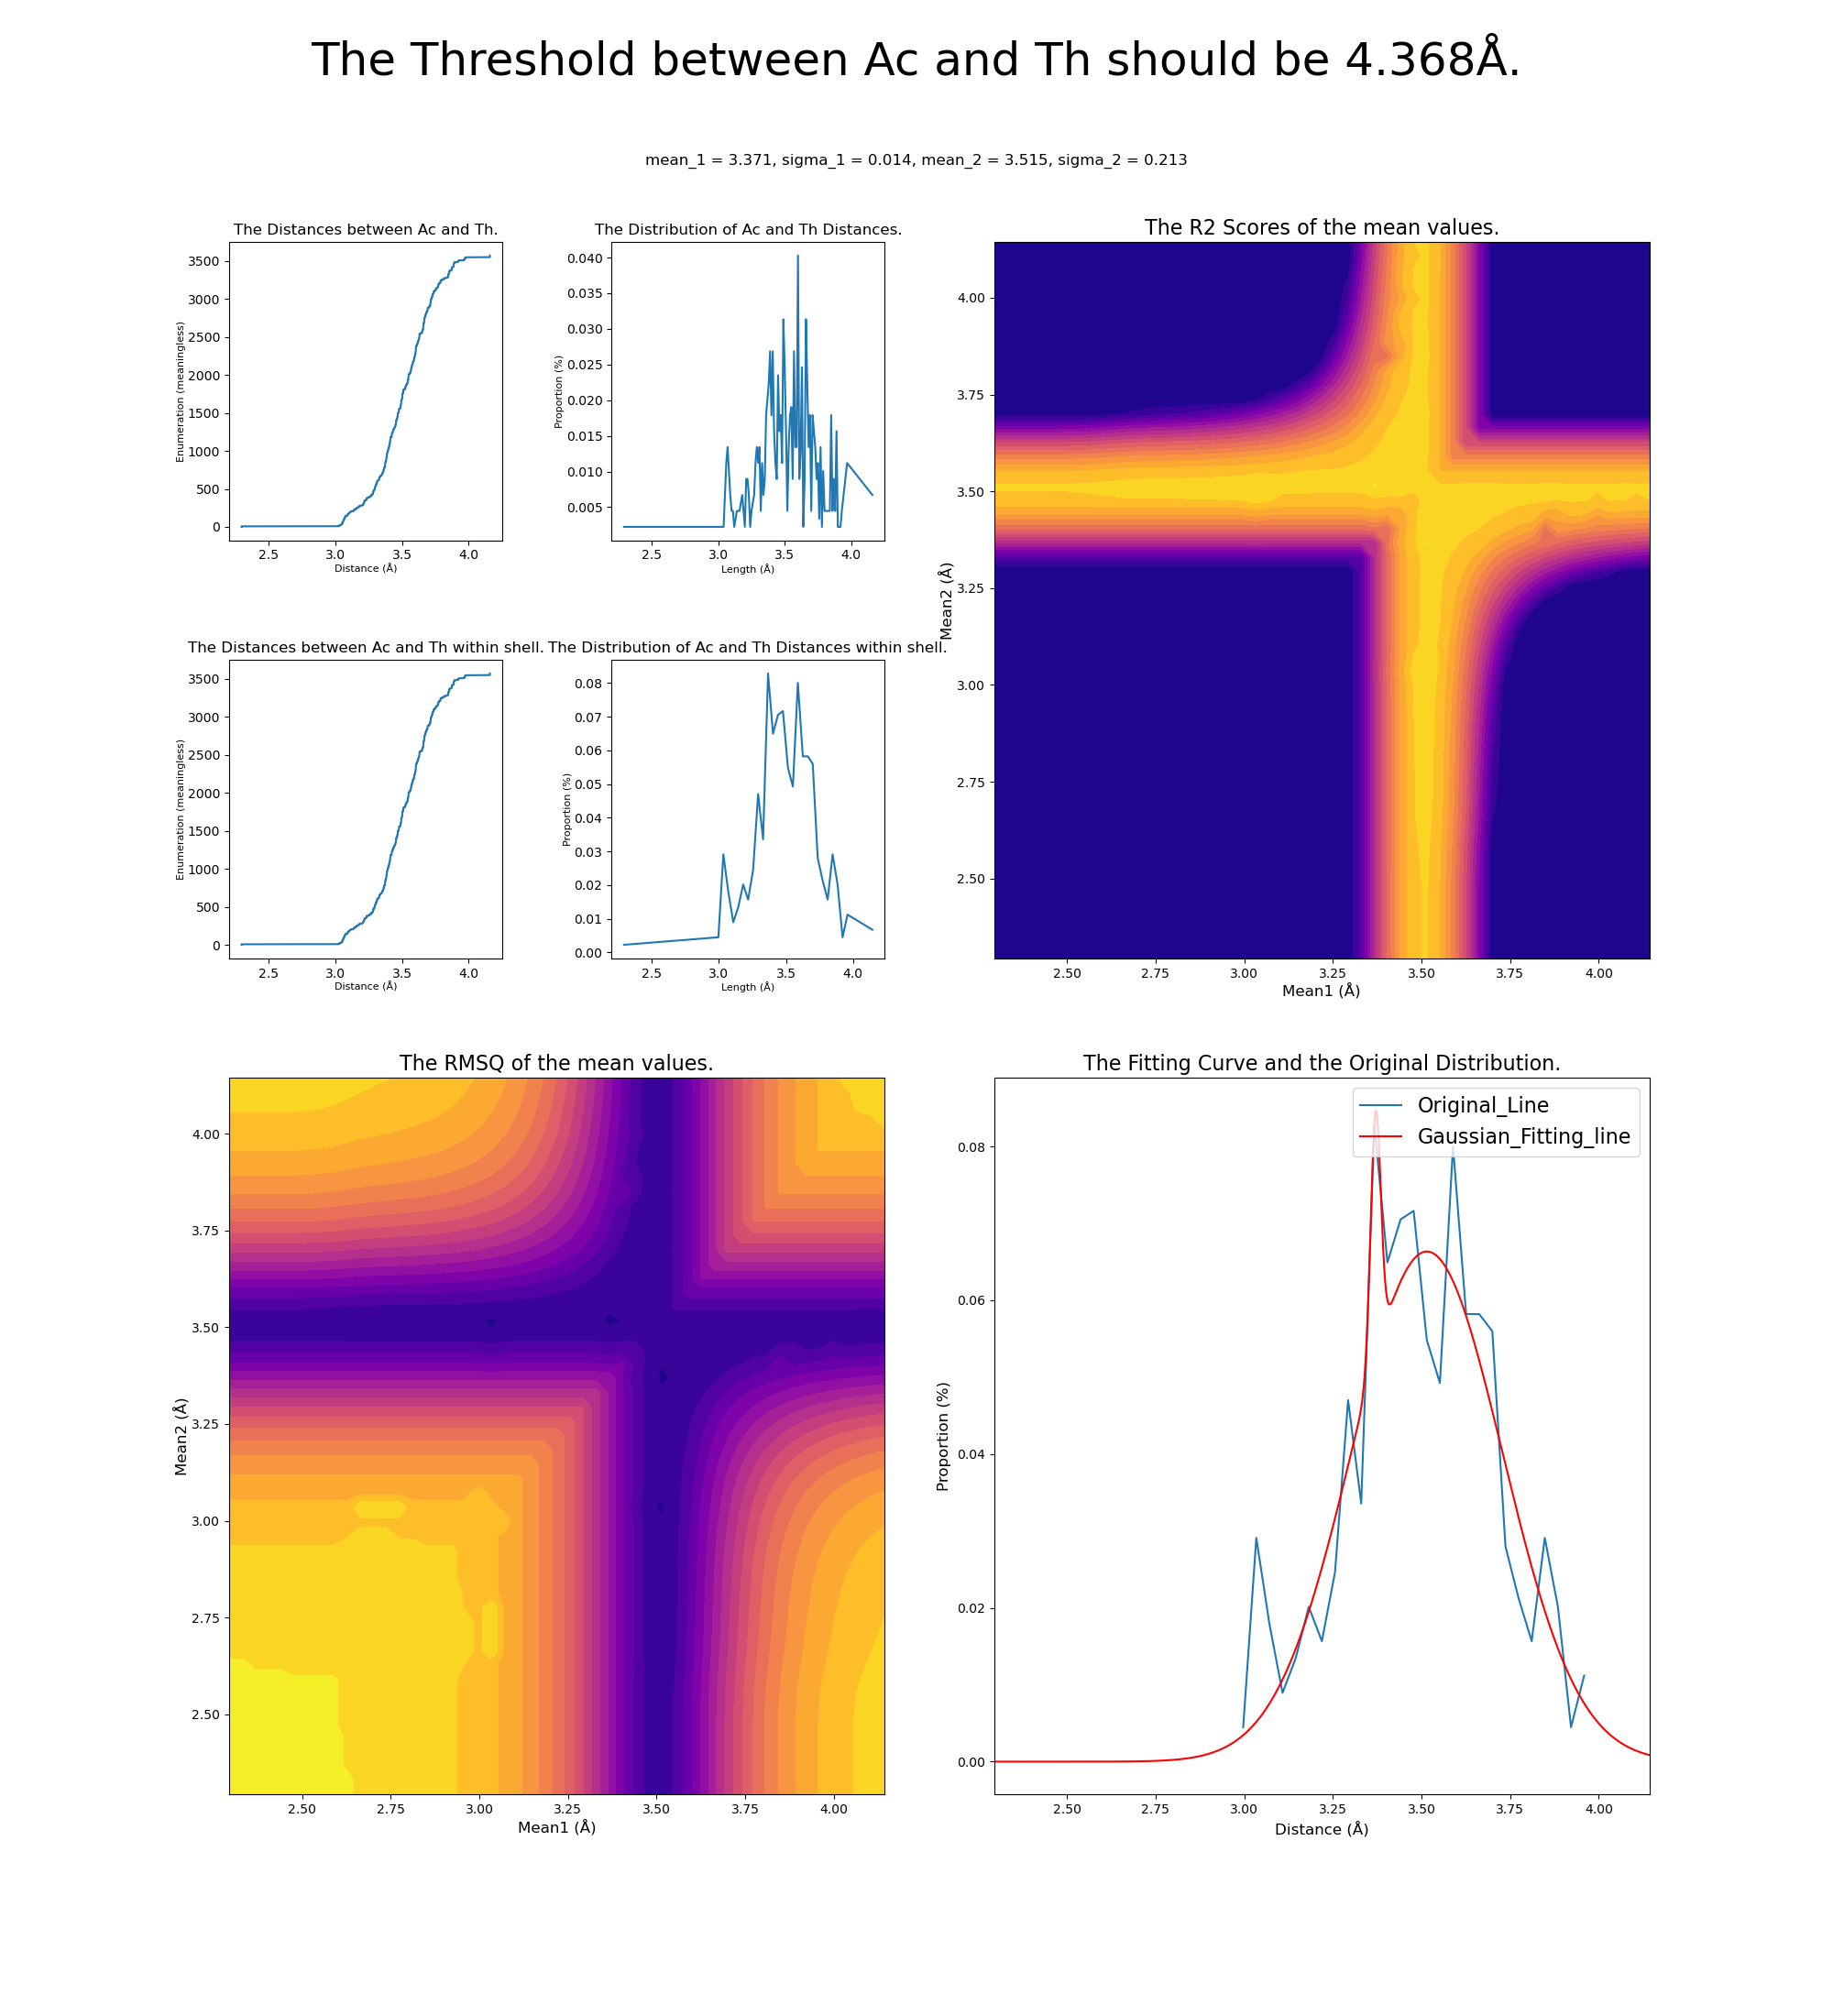 The Threshold between Ac and Th should be 4.368Å.
mean_1 = 3.371, sigma_1 = 0.014, mean_2 = 3.515, sigma_2 = 0.213
The Distances between Ac and Th.
3500
3000
2500
2000
1500
1000
500
0
Enumeration (meaningless)
2.5 3.0 3.5 4.0
Distance (Å)
The Distribution of Ac and Th Distances.
0.040
0.035
0.030
0.025
0.020
0.015
0.010
0.005
Proportion (%)
2.5 3.0 3.5 4.0
Length (Å)
The R2 Scores of the mean values.
4.00
3.75
3.50
3.25
3.00
2.75
2.50
Mean2 (Å)
2.50 2.75 3.00 3.25 3.50 3.75 4.00
Mean1 (Å)
The Distances between Ac and Th within shell.
3500
3000
2500
2000
1500
1000
500
0
Enumeration (meaningless)
2.5 3.0 3.5 4.0
Distance (Å)
The Distribution of Ac and Th Distances within shell.
0.08
0.07
0.06
0.05
0.04
0.03
0.02
0.01
0.00
Proportion (%)
2.5 3.0 3.5 4.0
Length (Å)
The RMSQ of the mean values.
4.00
3.75
3.50
3.25
3.00
2.75
2.50
Mean2 (Å)
2.50 2.75 3.00 3.25 3.50 3.75 4.00
Mean1 (Å)
The Fitting Curve and the Original Distribution.
Original_Line
Gaussian_Fitting_line
0.08
0.06
0.04
0.02
0.00
Proportion (%)
2.50 2.75 3.00 3.25 3.50 3.75 4.00
Distance (Å)